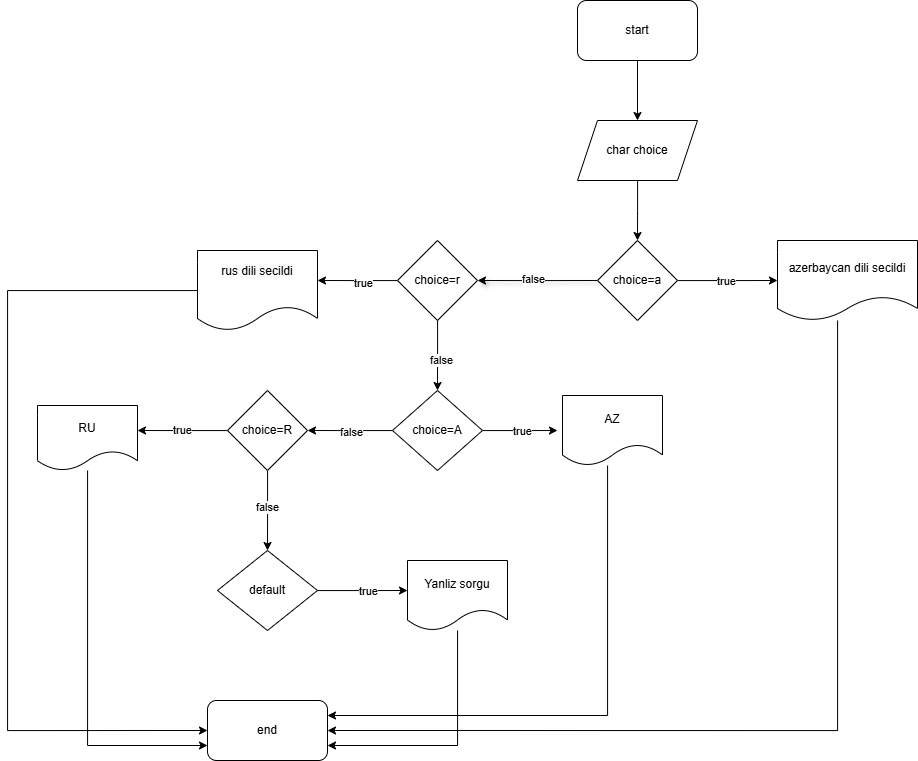 start
char choice
rus dili secildi
true
choice=r
false
choice=a
true
azerbaycan dili secildi
false
RU
true
choice=R
false
choice=A
true
AZ
false
default
true
Yanliz sorgu
end